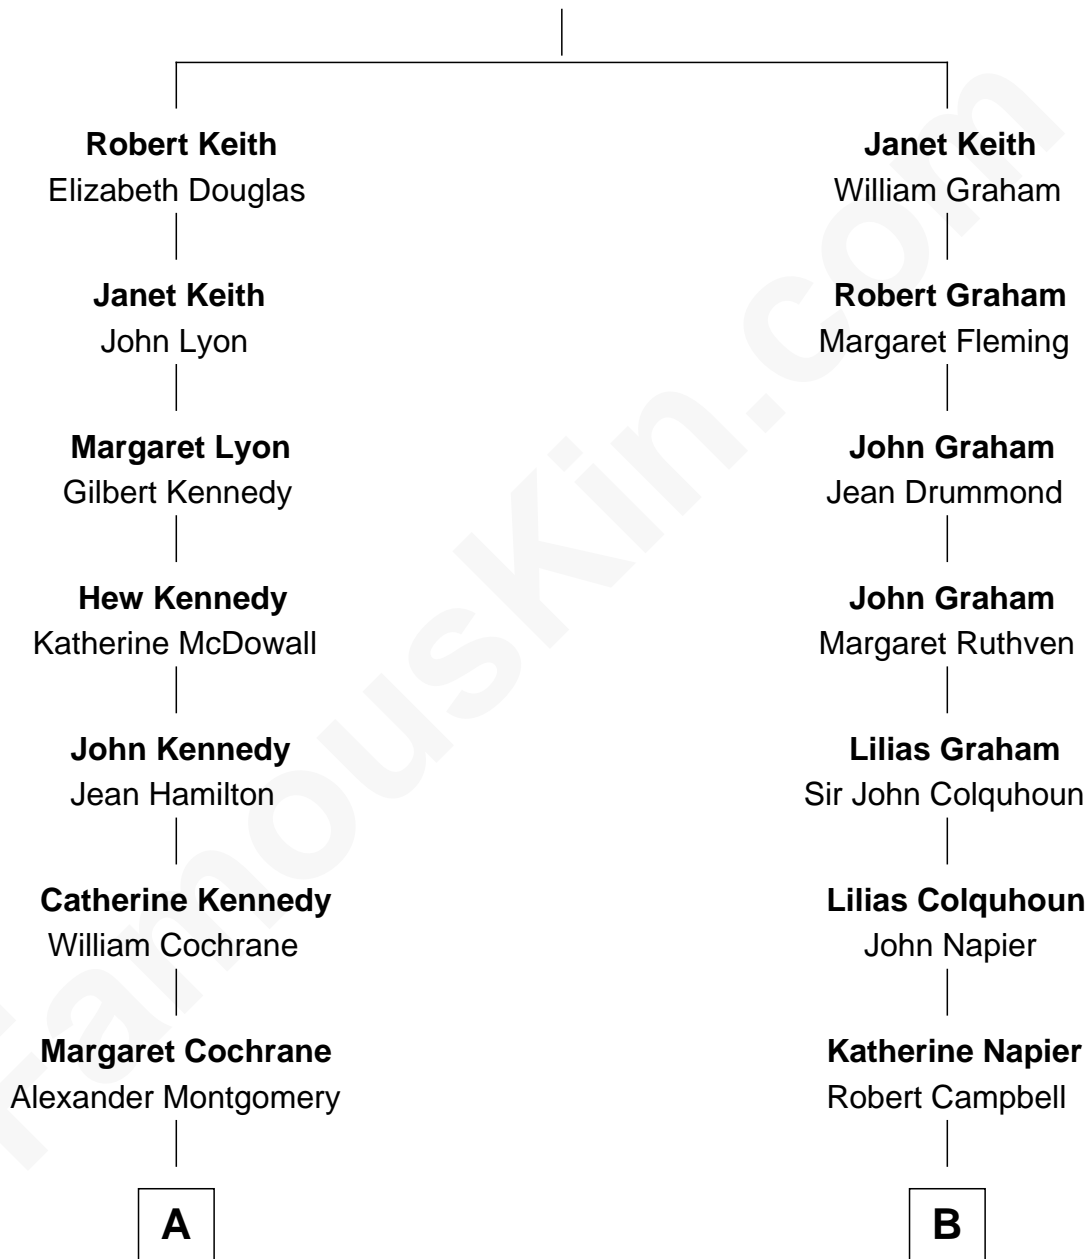 Robert Keith
Elizabeth Douglas
Janet Keith
John Lyon
Margaret Lyon
Gilbert Kennedy
Hew Kennedy
Katherine McDowall
John Kennedy
Jean Hamilton
Catherine Kennedy
William Cochrane
Margaret Cochrane
Alexander Montgomery
A
Janet Keith
William Graham
Robert Graham
Margaret Fleming
John Graham
Jean Drummond
John Graham
Margaret Ruthven
Lilias Graham
Sir John Colquhoun
Lilias Colquhoun
John Napier
Katherine Napier
Robert Campbell
B
FamousKin.com